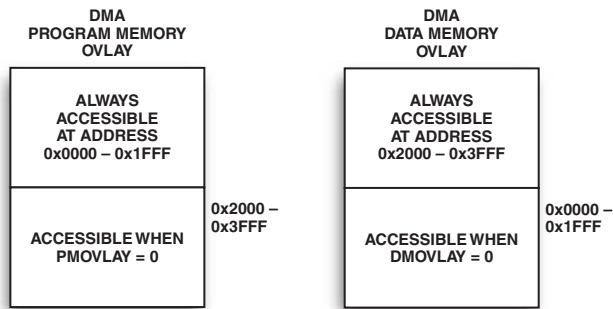 DMA
PROGRAM MEMORY
OVLAY
ALWAYS
ACCESSIBLE
AT ADDRESS
0x0000 – 0x1FFF
0x2000 –
0x3FFF
ACCESSIBLE WHEN
PMOVLAY = 0
DMA
DATA MEMORY
OVLAY
ALWAYS
ACCESSIBLE
AT ADDRESS
0x2000 – 0x3FFF
0x0000 –
0x1FFF
ACCESSIBLE WHEN
DMOVLAY = 0